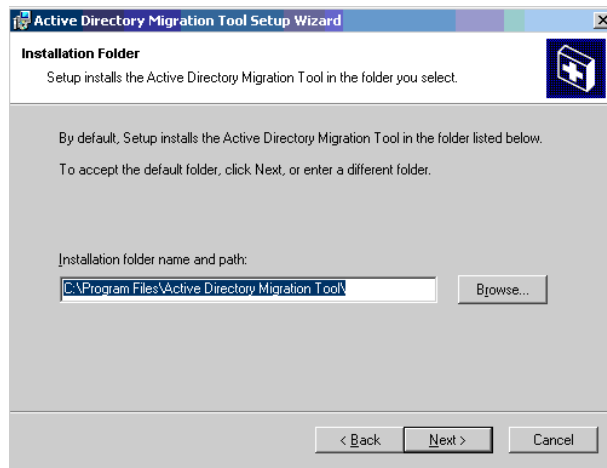 Active Directory Migration Tool Setup Wizard
Installation Folder
Setup installs the Active Directory Migration Tool in the folder you select.
By default, Setup installs the Active Directory Migration Tool in the folder listed below.
To accept the default folder, click Next, or enter a different folder.
Installation folder name and path:
C:\Program Files\Active Directory Migration Tool\
Browse...
< Back
Next >
Cancel